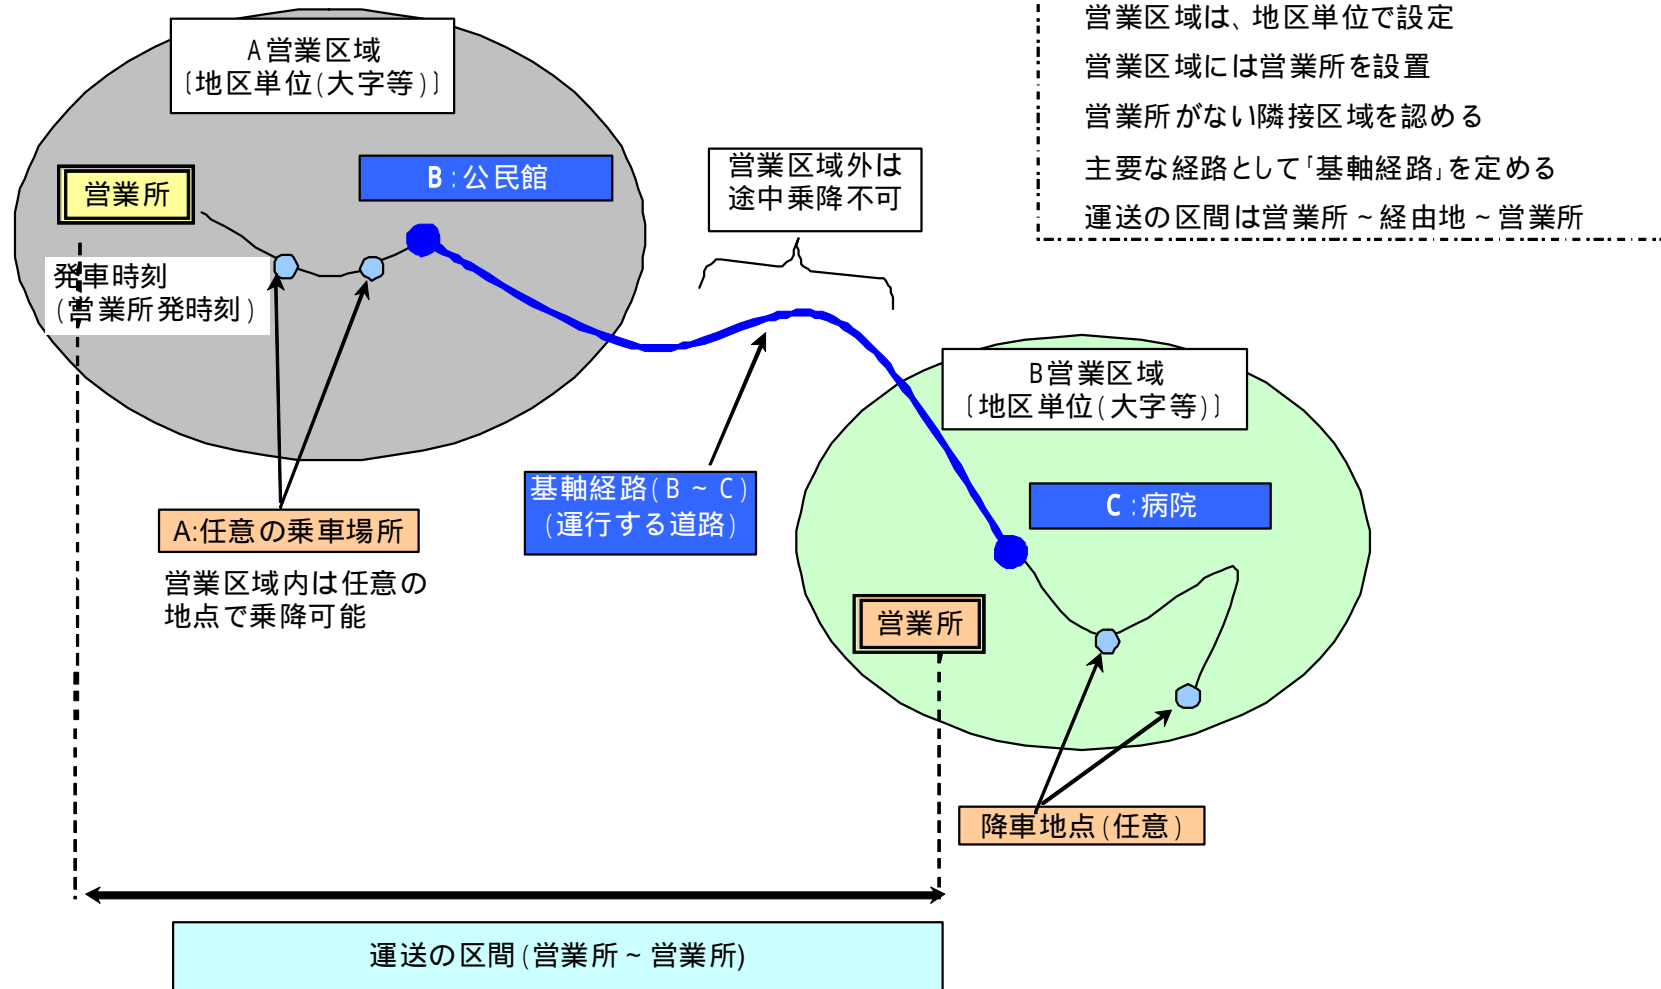 A営業区域
〔地区単位(大字等)〕
営業所
B:公民館
発車時刻
(営業所発時刻)
営業区域外は
途中乗降不可
営業区域は、地区単位で設定
営業区域には営業所を設置
営業所がない隣接区域を認める
主要な経路として「基軸経路」を定める
運送の区間は営業所~経由地~営業所
B営業区域
〔地区単位(大字等)〕
基軸経路(B~C)
(運行する道路)
C:病院
A:任意の乗車場所
営業区域内は任意の
地点で乗降可能
営業所
降車地点(任意)
運送の区間(営業所~営業所)